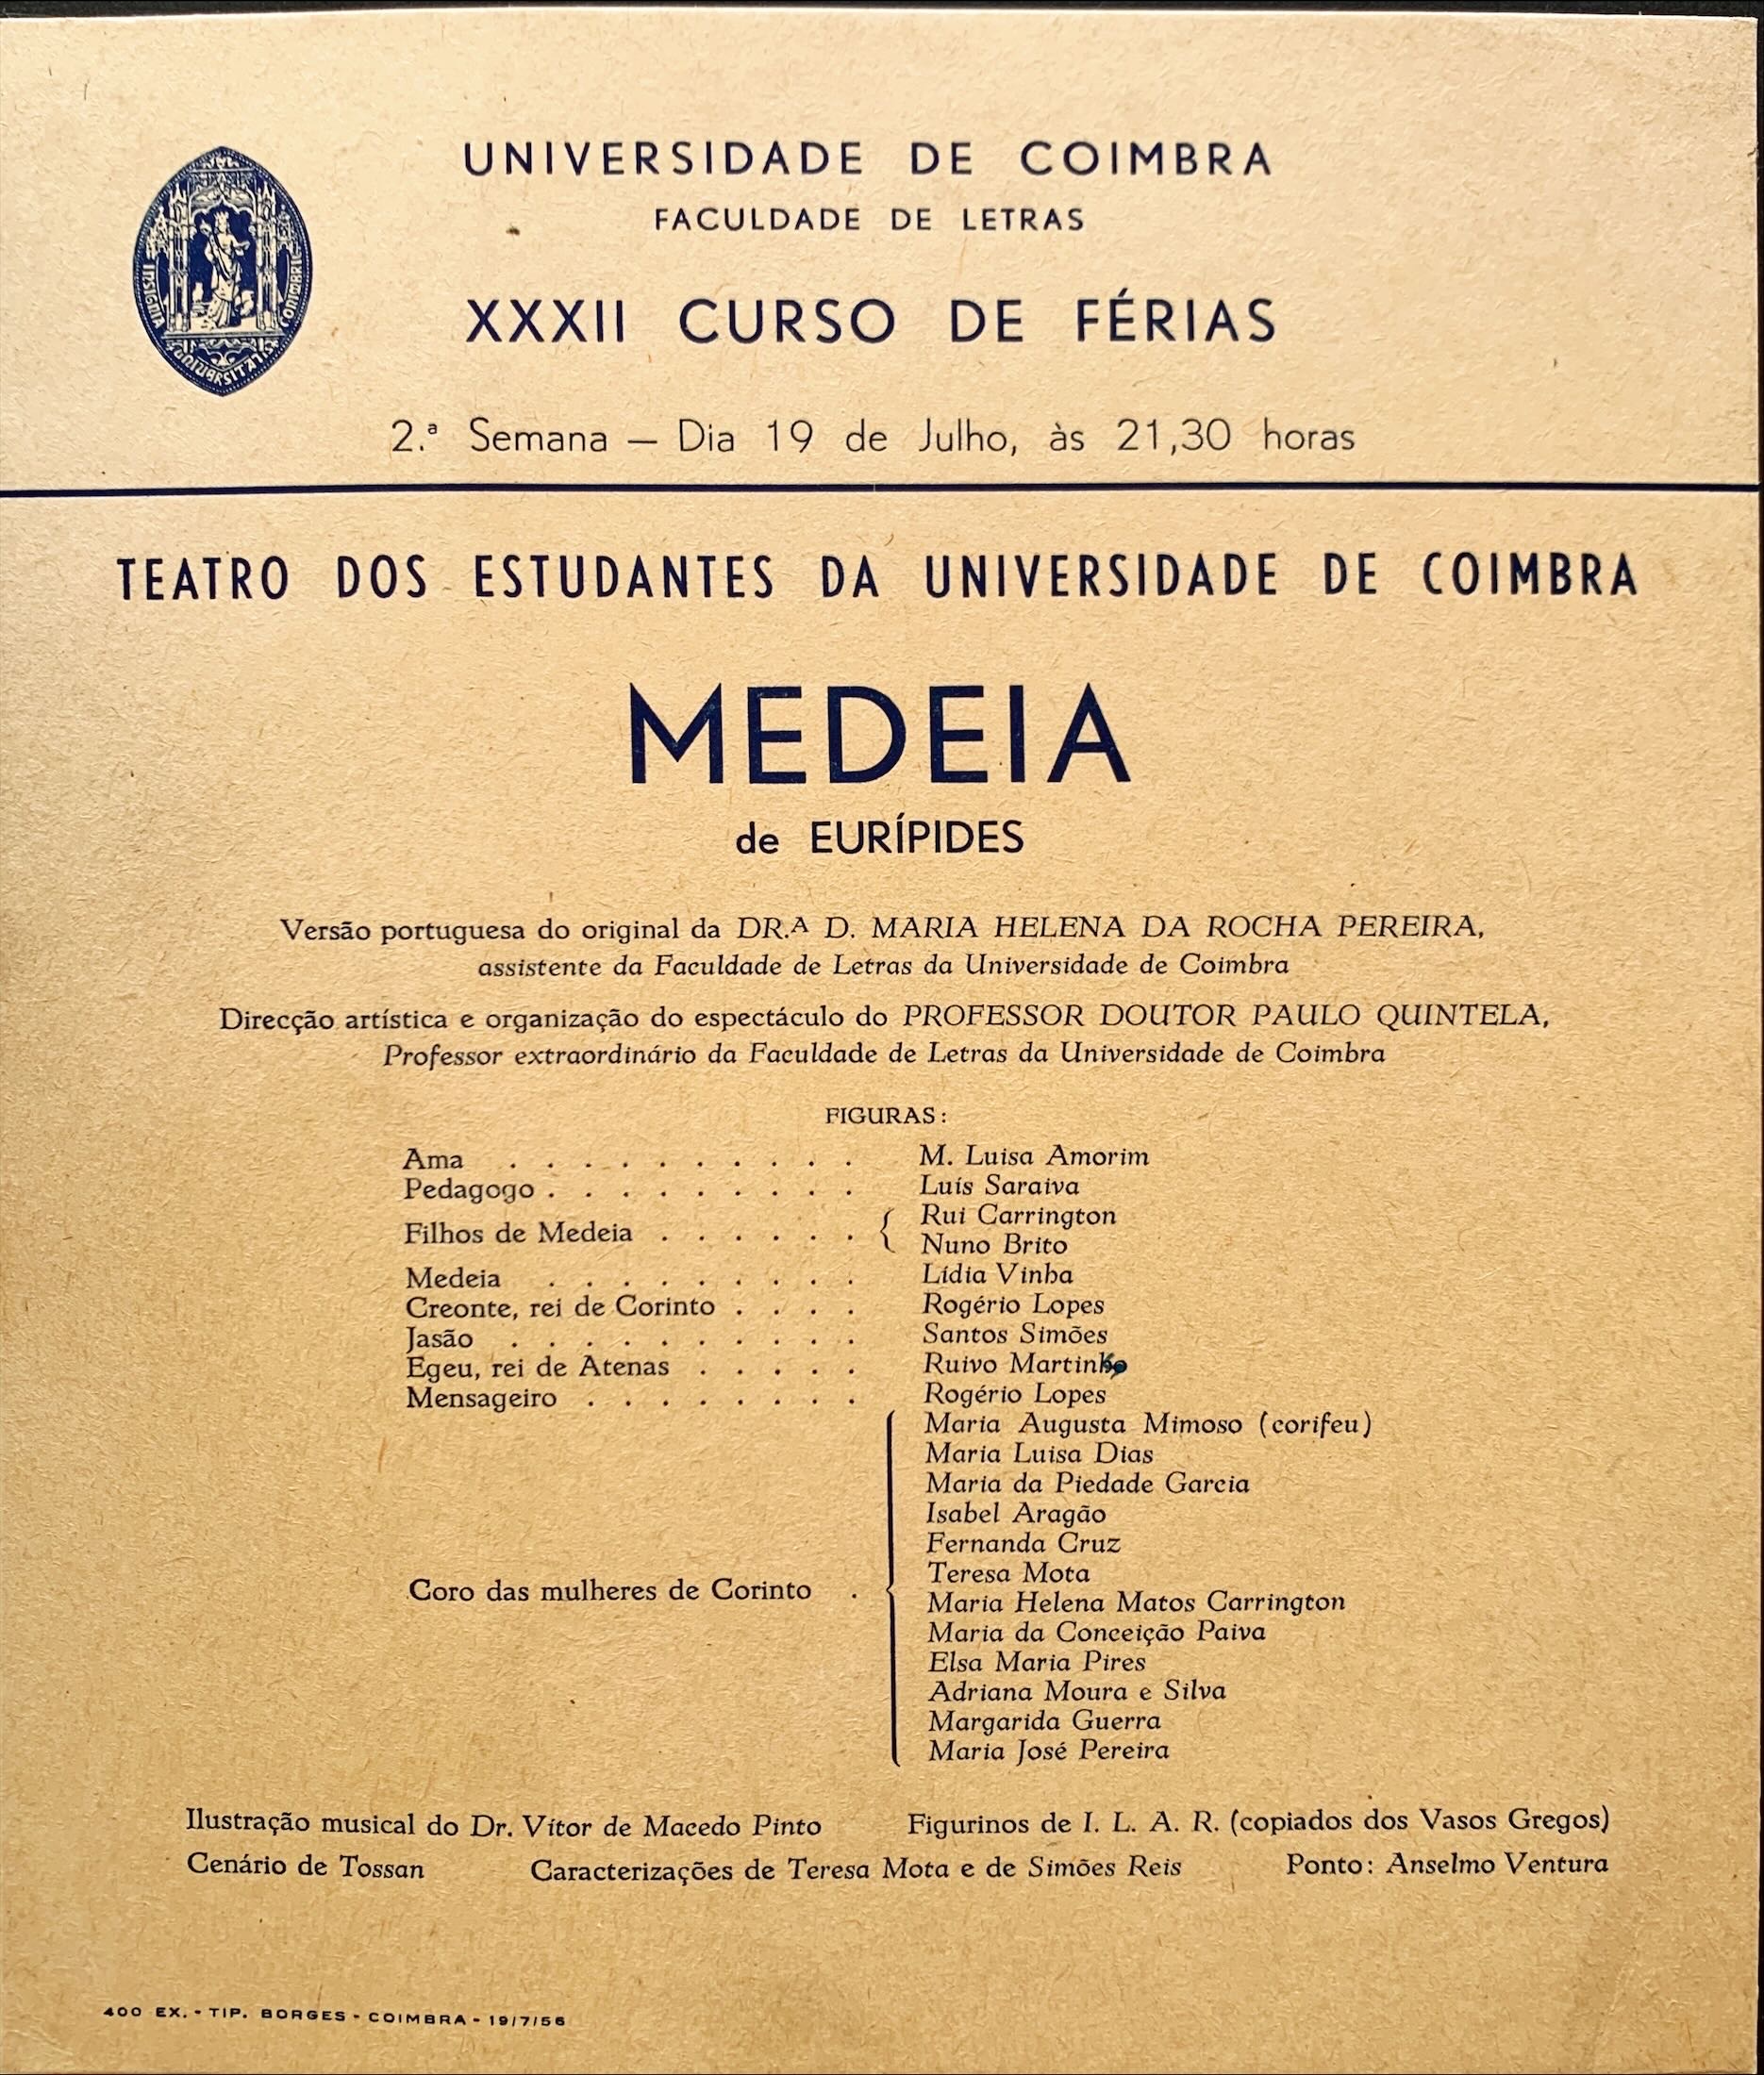 UNIVERSIDADE DE COIMBRA
FACULDADE DE LETRAS
XXXII CURSO DE FÉRIAS
2.ª Semana — Dia 19 de Julho, às 21,30 horas
INSIGNIA UNIVERSITATIS CONIMBRIG
TEATRO DOS ESTUDANTES DA UNIVERSIDADE DE COIMBRA
MEDEIA
de EURÍPIDES
Versão portuguesa do original da DR.ª D. MARIA HELENA DA ROCHA PEREIRA,
assistente da Faculdade de Letras da Universidade de Coimbra
Direcção artística e organização do espectáculo do PROFESSOR DOUTOR PAULO QUINTELA,
Professor extraordinário da Faculdade de Letras da Universidade de Coimbra
FIGURAS:
Ama . . . . . . . . . . M. Luisa Amorim
Pedagogo . . . . . . . . . Luís Saraiva
Filhos de Medeia . . . . . . { Rui Carrington
Nuno Brito
Medeia . . . . . . . . . Lídia Vinha
Creonte, rei de Corinto . . . . Rogério Lopes
Jasão . . . . . . . . . . Santos Simões
Egeu, rei de Atenas . . . . . Ruivo Martinho
Mensageiro . . . . . . . . Rogério Lopes
Coro das mulheres de Corinto . { Maria Augusta Mimoso (corifeu)
Maria Luisa Dias
Maria da Piedade Garcia
Isabel Aragão
Fernanda Cruz
Teresa Mota
Maria Helena Matos Carrington
Maria da Conceição Paiva
Elsa Maria Pires
Adriana Moura e Silva
Margarida Guerra
Maria José Pereira
Ilustração musical do Dr. Vítor de Macedo Pinto Figurinos de I. L. A. R. (copiados dos Vasos Gregos)
Cenário de Tossan Caracterizações de Teresa Mota e de Simões Reis Ponto: Anselmo Ventura
400 EX. - TIP. BORGES - COIMBRA - 19/7/56